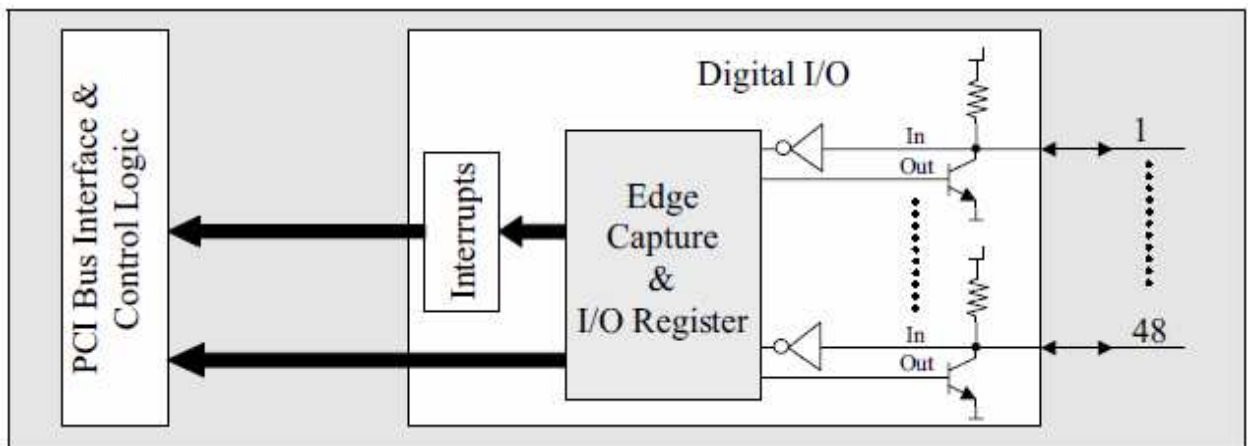 PCI Bus Interface &
Control Logic
Interrupts
Edge
Capture
&
I/O Register
Digital I/O
In
Out
1
In
Out
48